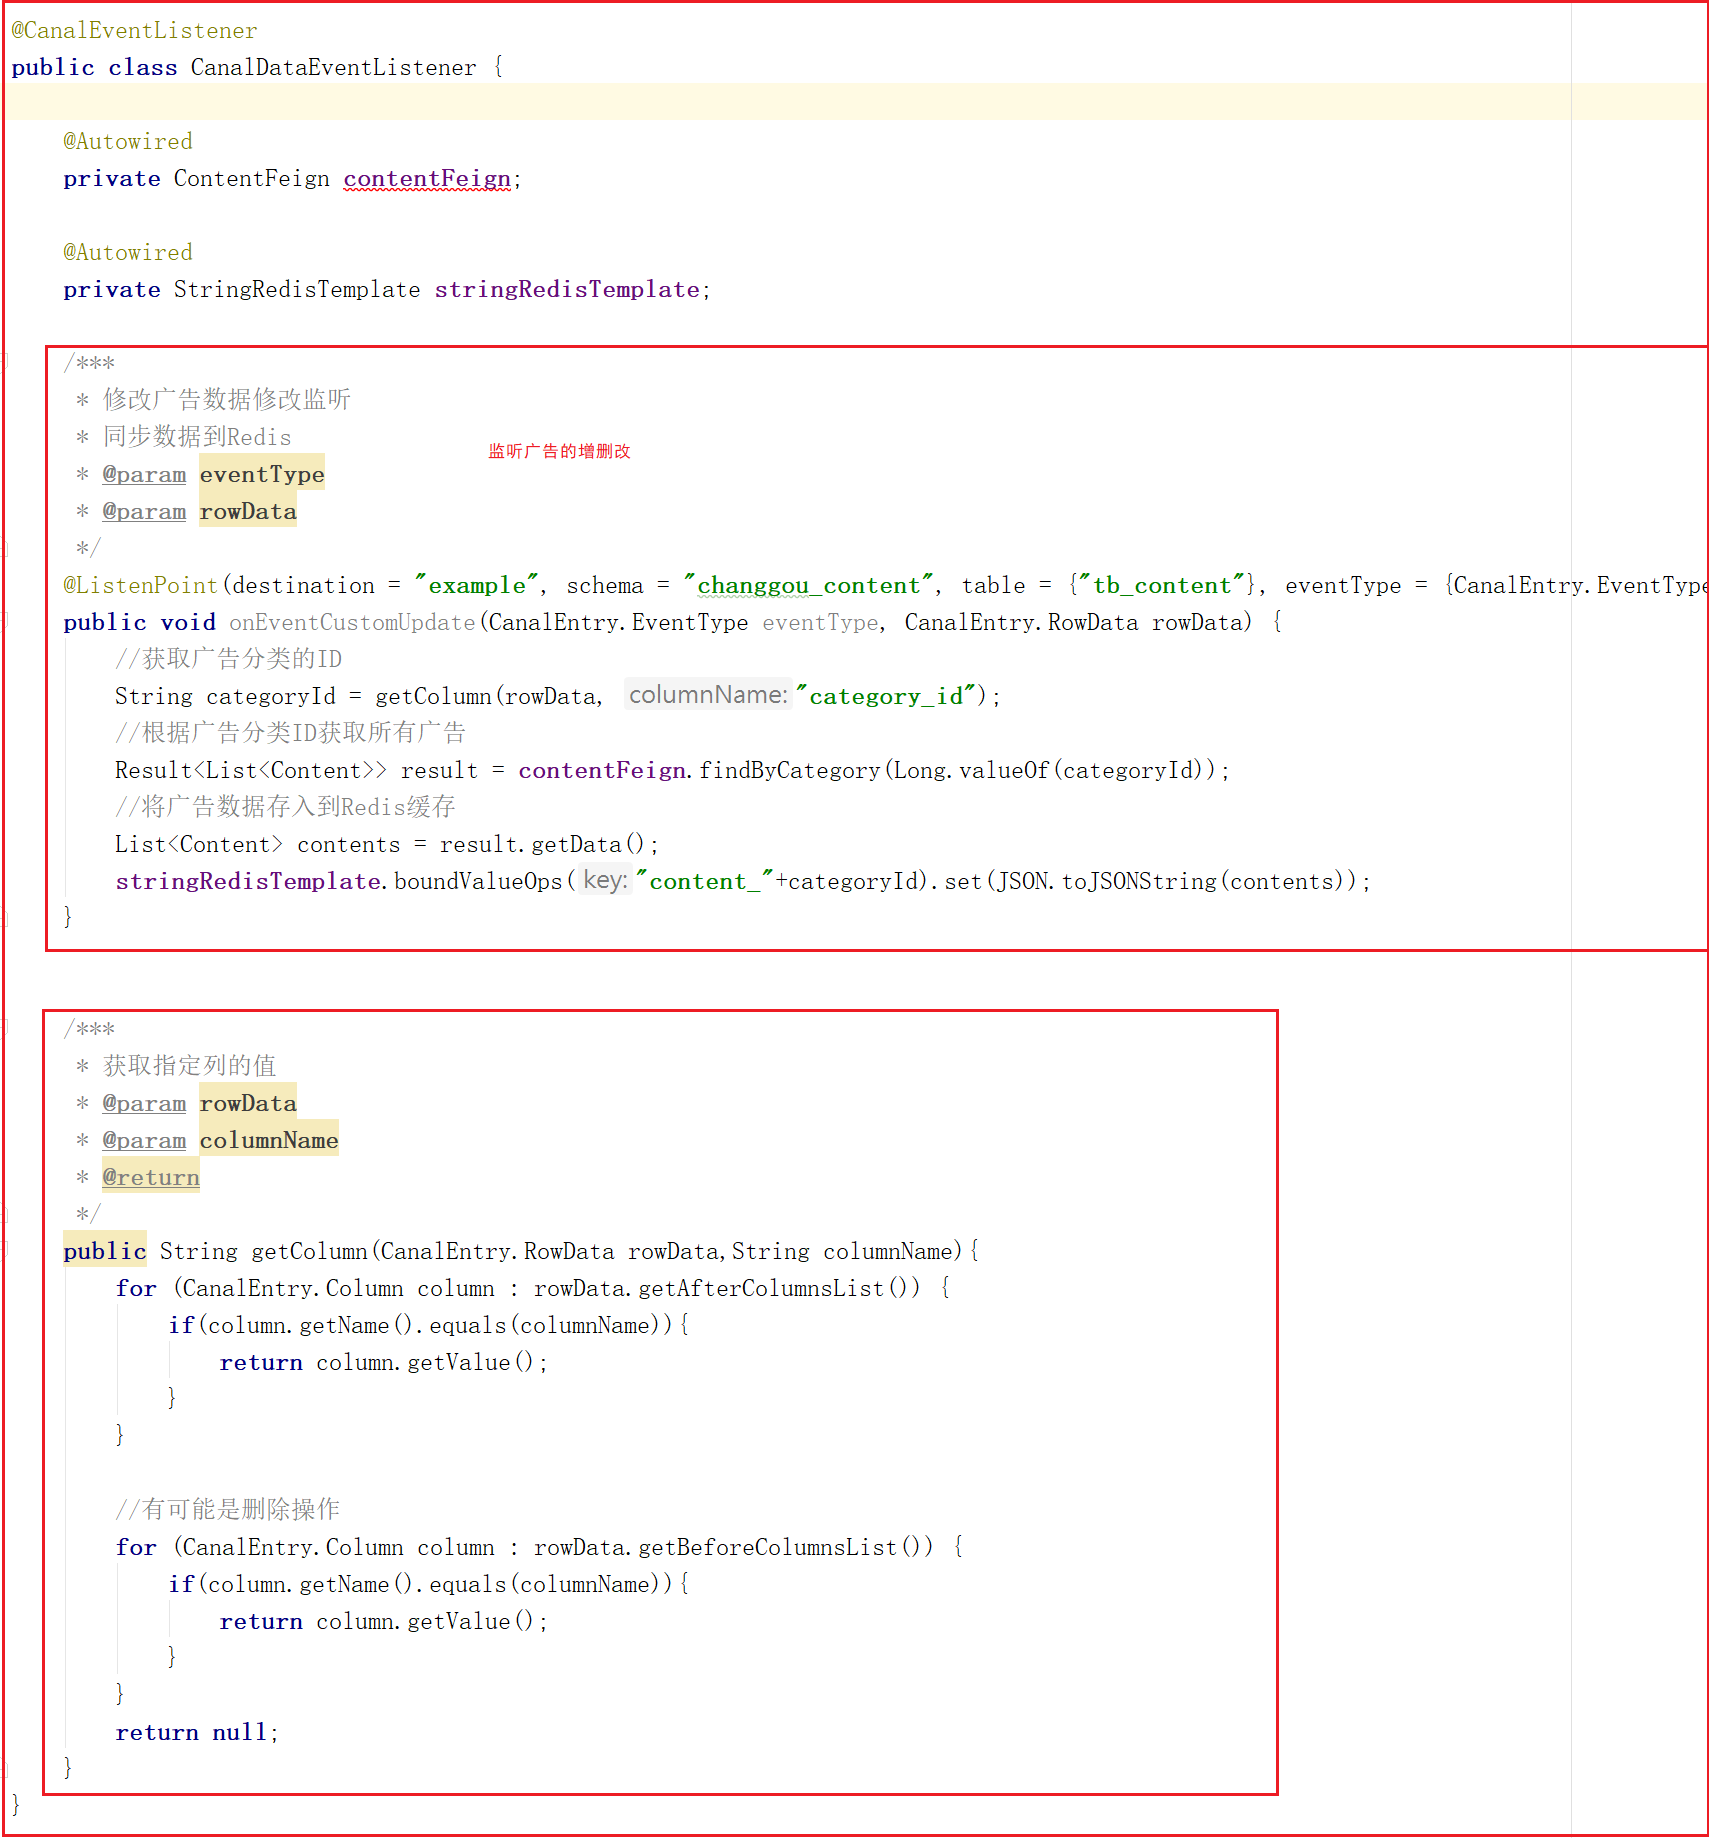 @CanalEventListener
public class CanalDataEventListener {
@Autowired
private ContentFeign contentFeign;
@Autowired
private StringRedisTemplate stringRedisTemplate;
/***
* 修改广告数据修改监听
* 同步数据到Redis
监听广告的增删改
* @param eventType
* @param rowData
*/
@ListenPoint(destination = "example", schema = "changgou_content", table = {"tb_content"}, eventType = {CanalEntry.EventType
public void onEventCustomUpdate(CanalEntry.EventType eventType, CanalEntry.RowData rowData) {
//获取广告分类的ID
String categoryId = getColumn(rowData, columnName: "category_id");
//根据广告分类ID获取所有广告
Result<List<Content>> result = contentFeign.findByCategory(Long.valueOf(categoryId));
//将广告数据存入到Redis缓存
List<Content> contents = result.getData();
stringRedisTemplate.boundValueOps( key: "content_"+categoryId).set(JSON.toJSONString(contents));
}
/***
* 获取指定列的值
* @param rowData
* @param columnName
* @return
*/
public String getColumn(CanalEntry.RowData rowData,String columnName){
for (CanalEntry.Column column : rowData.getAfterColumnsList()) {
if(column.getName().equals(columnName)){
return column.getValue();
}
}
//有可能是删除操作
for (CanalEntry.Column column : rowData.getBeforeColumnsList()) {
if(column.getName().equals(columnName)){
return column.getValue();
}
}
return null;
}
}